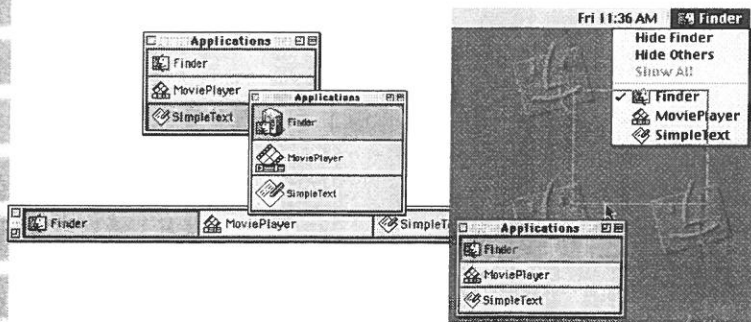 Fri 11:36 AM Finder
Hide Finder
Hide Others
Show All
✓ Finder
MoviePlayer
SimpleText
Applications
Finder
MoviePlayer
SimpleText
Applications
Finder
MoviePlayer
SimpleText
Finder MoviePlayer SimpleT
Applications
Finder
MoviePlayer
SimpleText